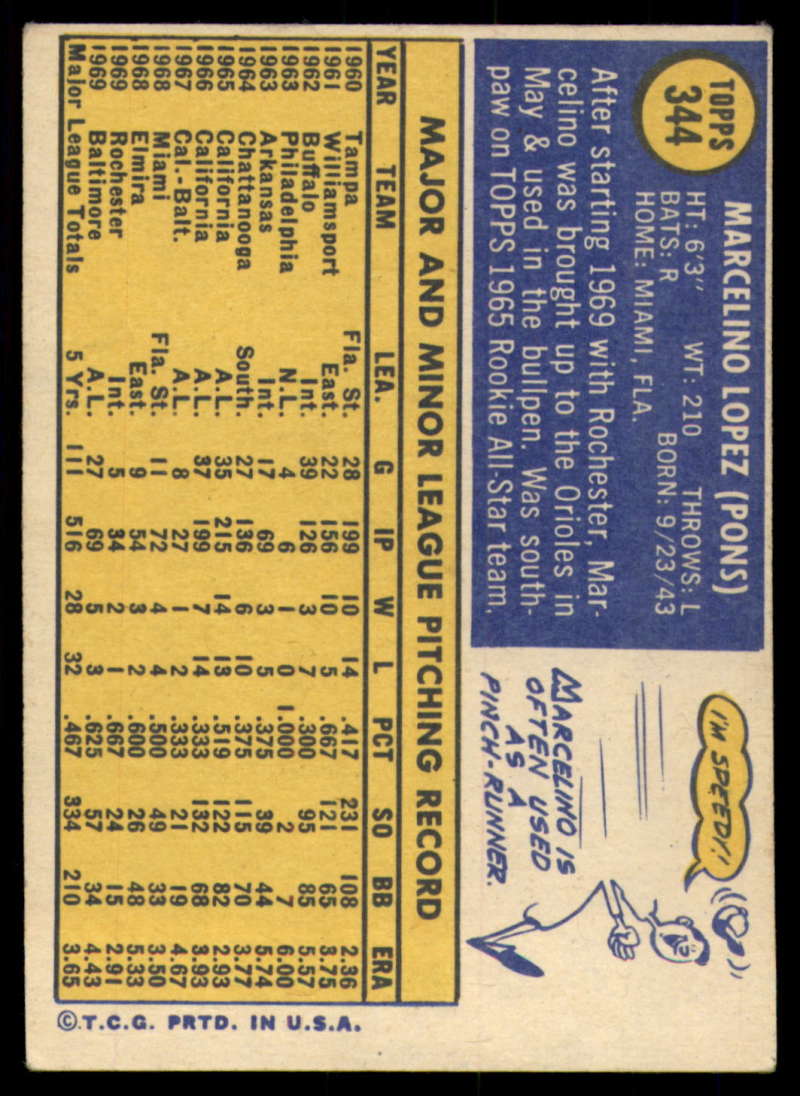 TOPPS
344
MARCELINO LOPEZ (PONS)
HT: 6'3" WT: 210 THROWS: L
BATS: R BORN: 9/23/43
HOME: MIAMI, FLA.
After starting 1969 with Rochester, Mar-
celino was brought up to the Orioles in
May & used in the bullpen. Was south-
paw on TOPPS 1965 Rookie All-Star team.
I'M SPEEDY!
MARCELINO IS
OFTEN USED
AS A
PINCH-RUNNER.
MAJOR AND MINOR LEAGUE PITCHING RECORD
YEAR TEAM LEA. G IP W L PCT SO BB ERA
1960 Tampa Fla. St. 28 199 10 14 .417 231 108 2.36
1961 Williamsport East. 22 156 10 5 .667 121 65 3.75
1962 Buffalo Int. 39 126 3 7 .300 95 85 5.57
1963 Philadelphia N.L. 4 6 1 0 1.000 2 7 6.00
1963 Arkansas Int. 17 69 3 5 .375 39 44 5.74
1964 Chattanooga South. 27 136 6 10 .375 115 70 3.77
1965 California A.L. 35 215 14 13 .519 122 82 2.93
1966 California A.L. 37 199 7 14 .333 132 68 3.93
1967 Cal.-Balt. A.L. 8 27 1 2 .333 21 19 4.67
1968 Miami Fla. St. 11 72 4 4 .500 49 33 3.50
1968 Elmira East. 9 54 3 2 .600 26 48 5.33
1969 Rochester Int. 5 34 2 1 .667 24 15 2.91
1969 Baltimore A.L. 27 69 5 3 .625 57 34 4.43
Major League Totals 5 Yrs. 111 516 28 32 .467 334 210 3.65
©T.C.G. PRTD. IN U.S.A.